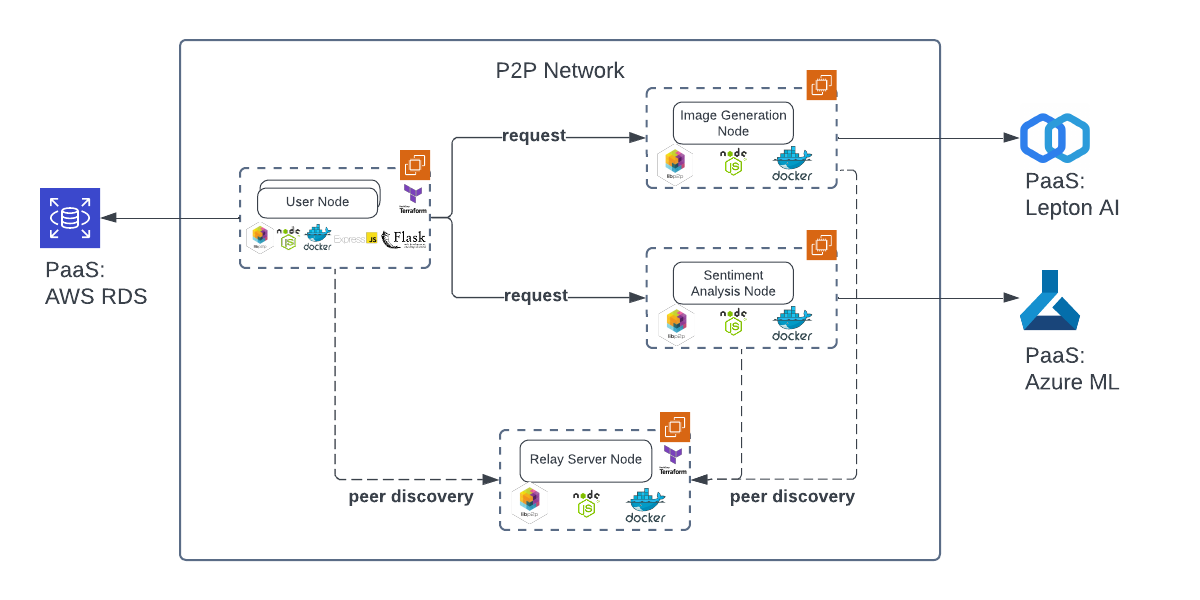 P2P Network
Image Generation
Node
libp2p
node
JS
docker
request
User Node
Terraform
libp2p
node
JS
docker
Express
JS
Flask
PaaS:
AWS RDS
PaaS:
Lepton AI
request
Sentiment
Analysis Node
libp2p
node
JS
docker
PaaS:
Azure ML
Relay Server Node
Terraform
libp2p
node
JS
docker
peer discovery
peer discovery